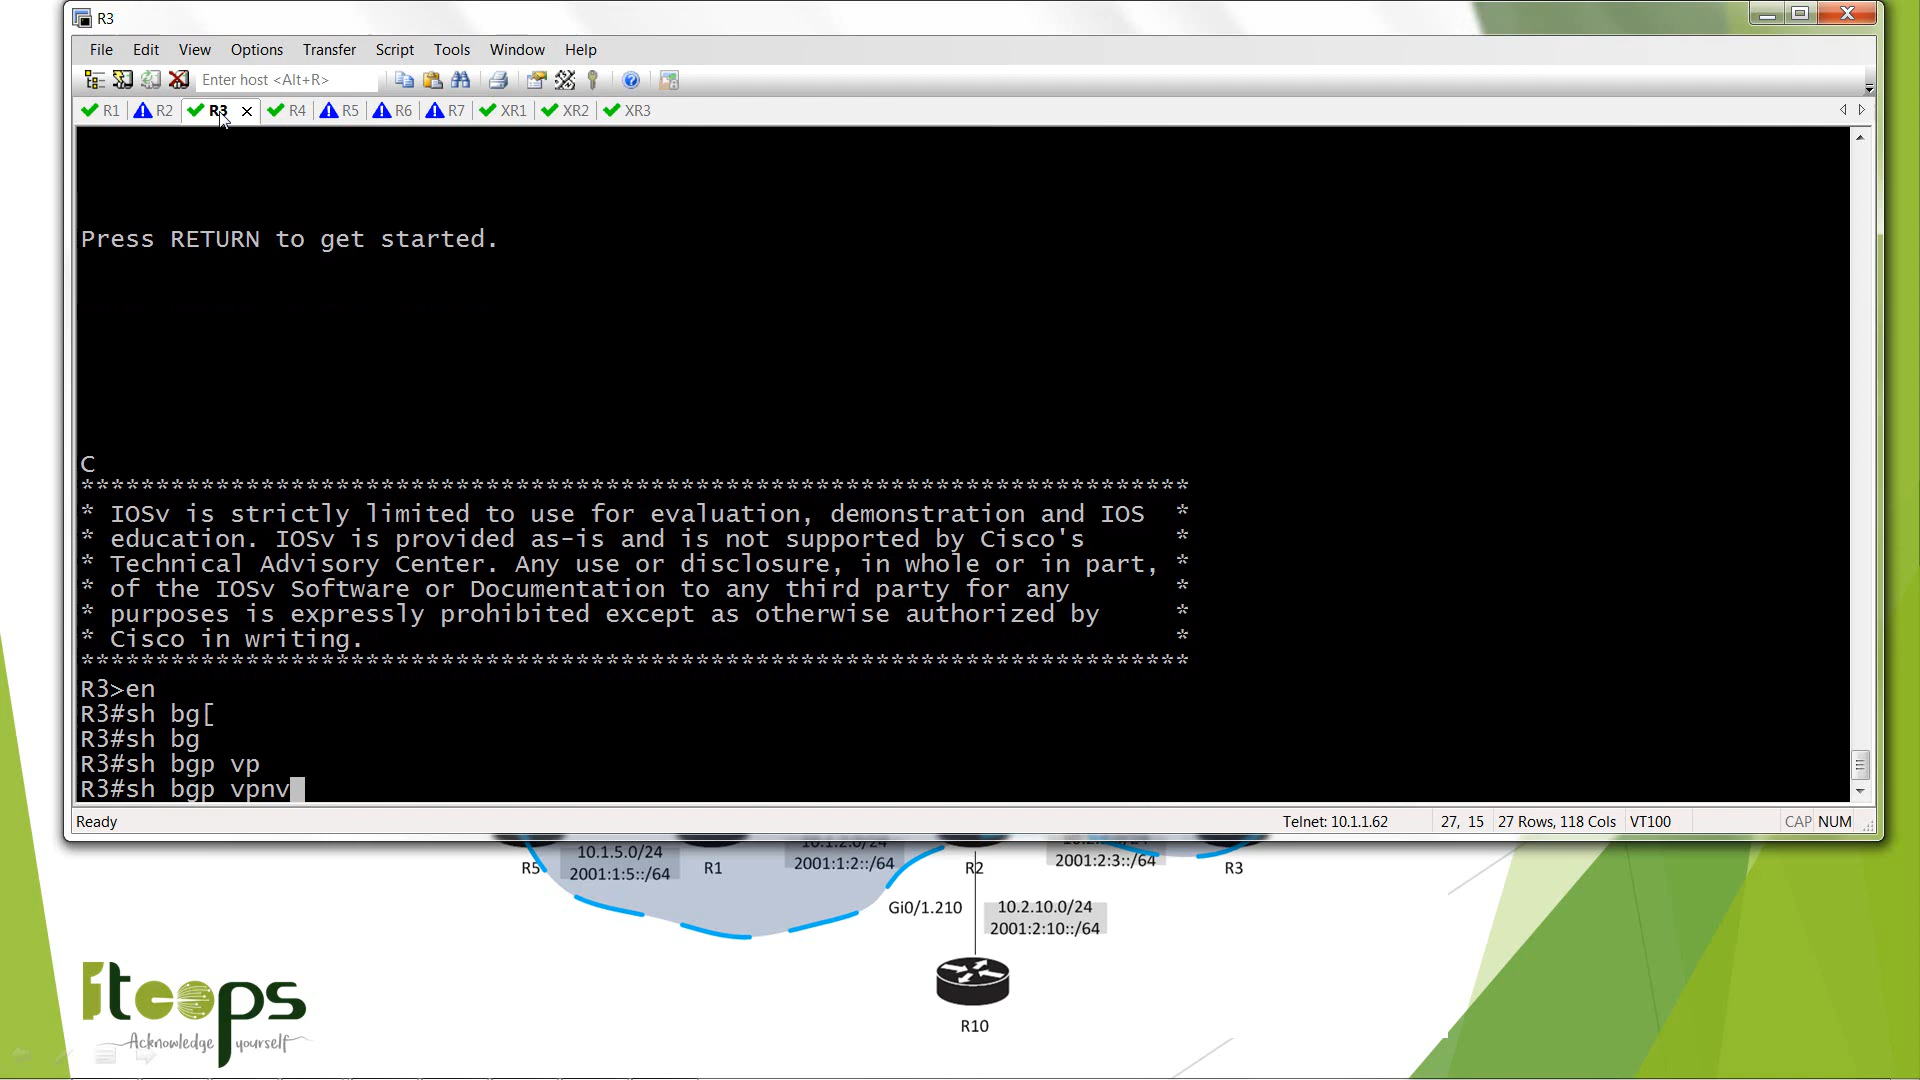 R3
File Edit View Options Transfer Script Tools Window Help
Enter host <Alt+R>
R1 R2 R3 R4 R5 R6 R7 XR1 XR2 XR3
Press RETURN to get started.
C
**************************************************************************
* IOSv is strictly limited to use for evaluation, demonstration and IOS  *
* education. IOSv is provided as-is and is not supported by Cisco's      *
* Technical Advisory Center. Any use or disclosure, in whole or in part, *
* of the IOSv Software or Documentation to any third party for any       *
* purposes is expressly prohibited except as otherwise authorized by     *
* Cisco in writing.                                                      *
**************************************************************************
R3>en
R3#sh bg[
R3#sh bg
R3#sh bgp vp
R3#sh bgp vpnv
Ready Telnet: 10.1.1.62 27, 15 27 Rows, 118 Cols VT100 CAP NUM
10.1.5.0/24
2001:1:5::/64
10.1.2.0/24
2001:1:2::/64
2001:2:3::/64
R5 R1 R2 R3
Gi0/1.210
10.2.10.0/24
2001:2:10::/64
R10
itoops
Acknowledge yourself